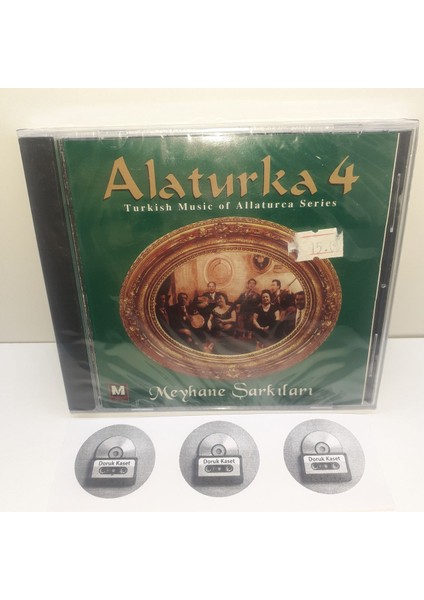 Alaturka 4
Turkish Music of Allaturca Series
M
Meyhane Şarkıları
Doruk Kaset
Doruk Kaset
Doruk Kaset